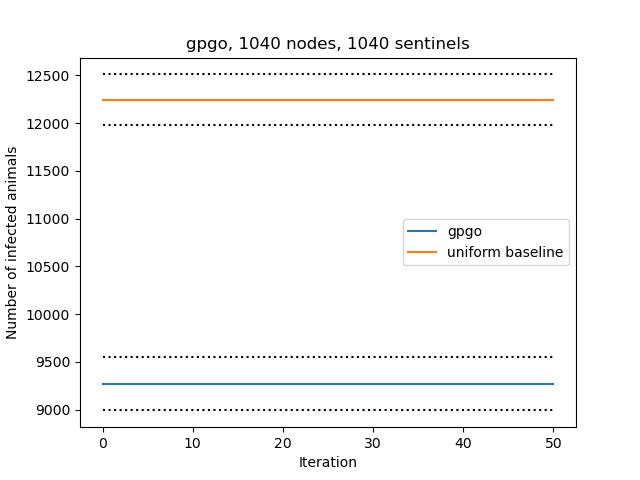 gpgo, 1040 nodes, 1040 sentinels
12500
12000
11500
11000
10500
10000
9500
9000
Number of infected animals
gpgo
uniform baseline
0 10 20 30 40 50
Iteration